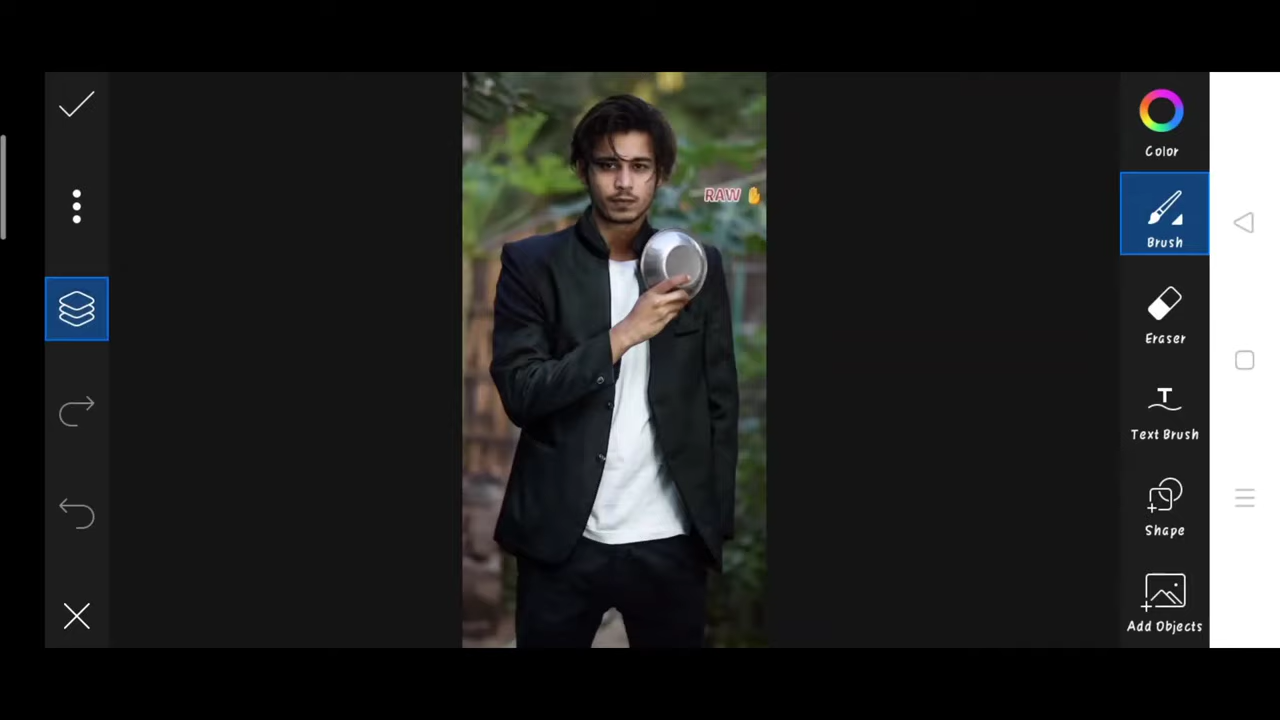 Color
RAW ✋
Brush
Eraser
Text Brush
Shape
Add Objects